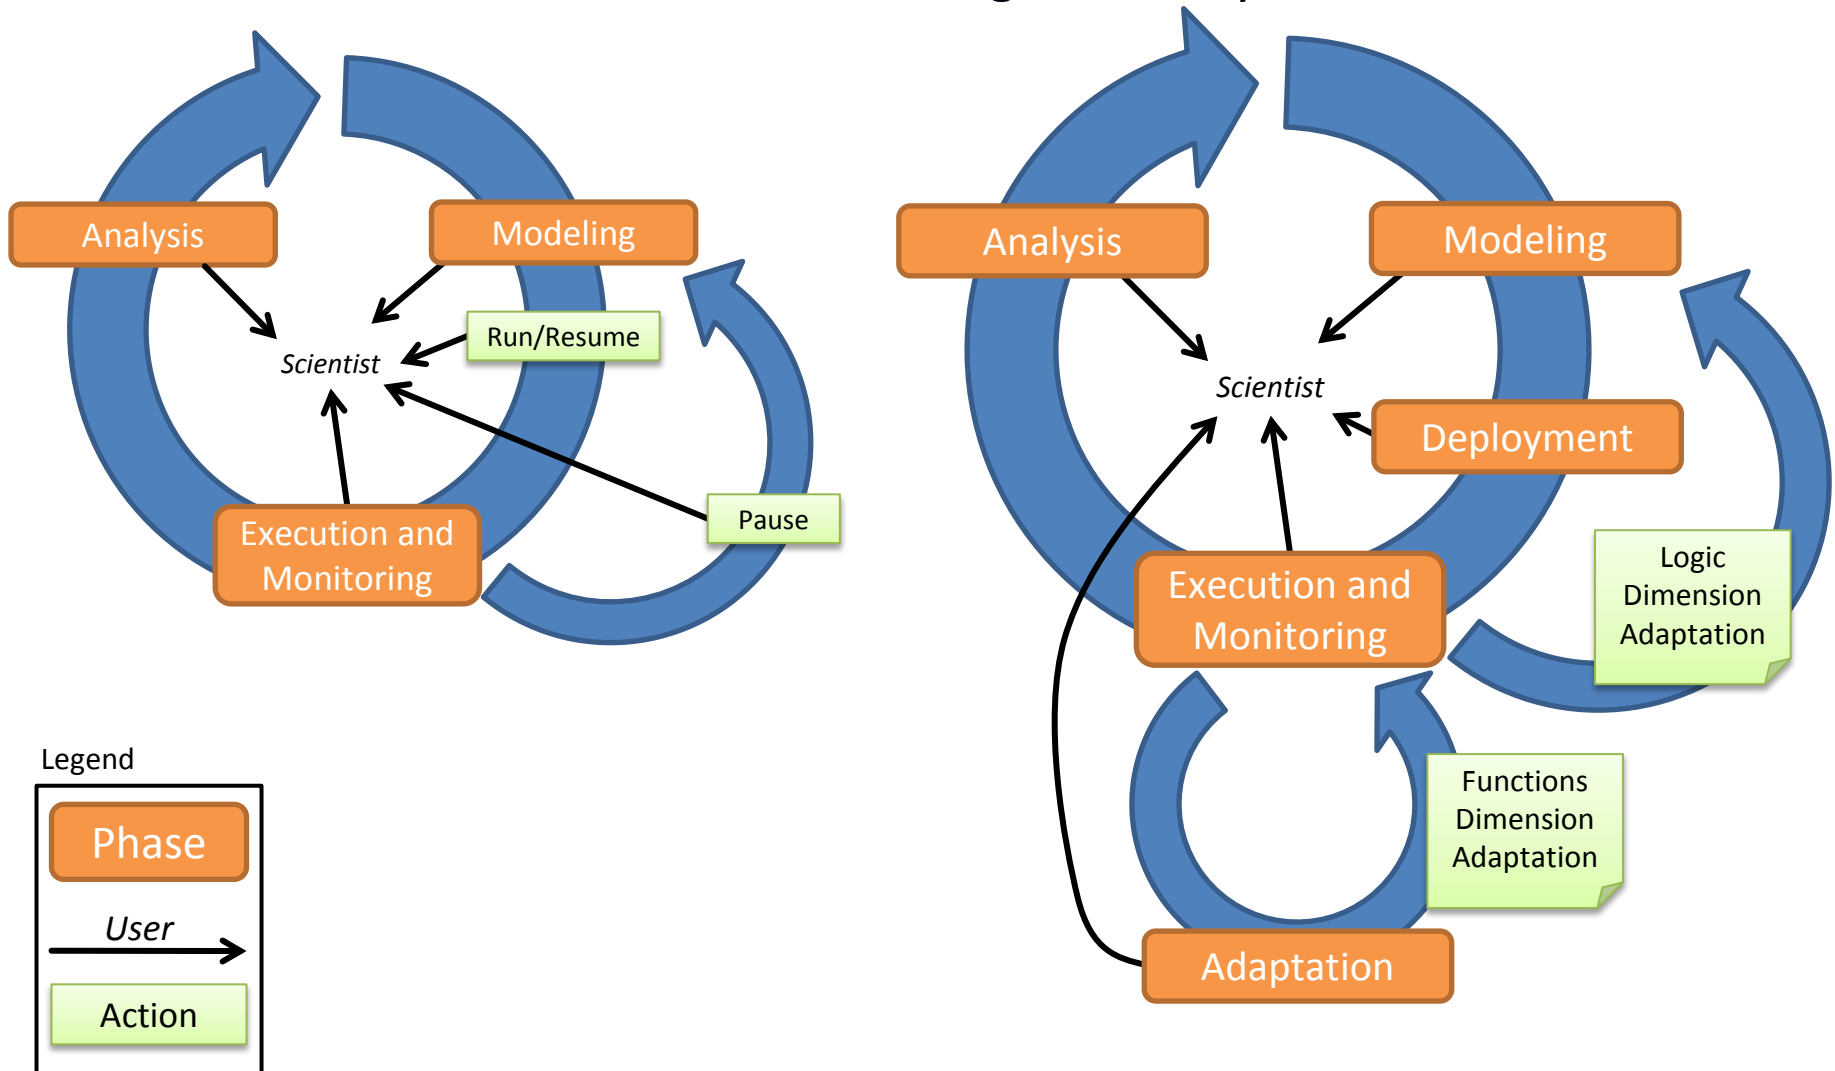 Analysis
Modeling
Run/Resume
Scientist
Pause
Execution and
Monitoring
Analysis
Modeling
Scientist
Deployment
Execution and
Monitoring
Logic
Dimension
Adaptation
Functions
Dimension
Adaptation
Adaptation
Legend
Phase
User
Action